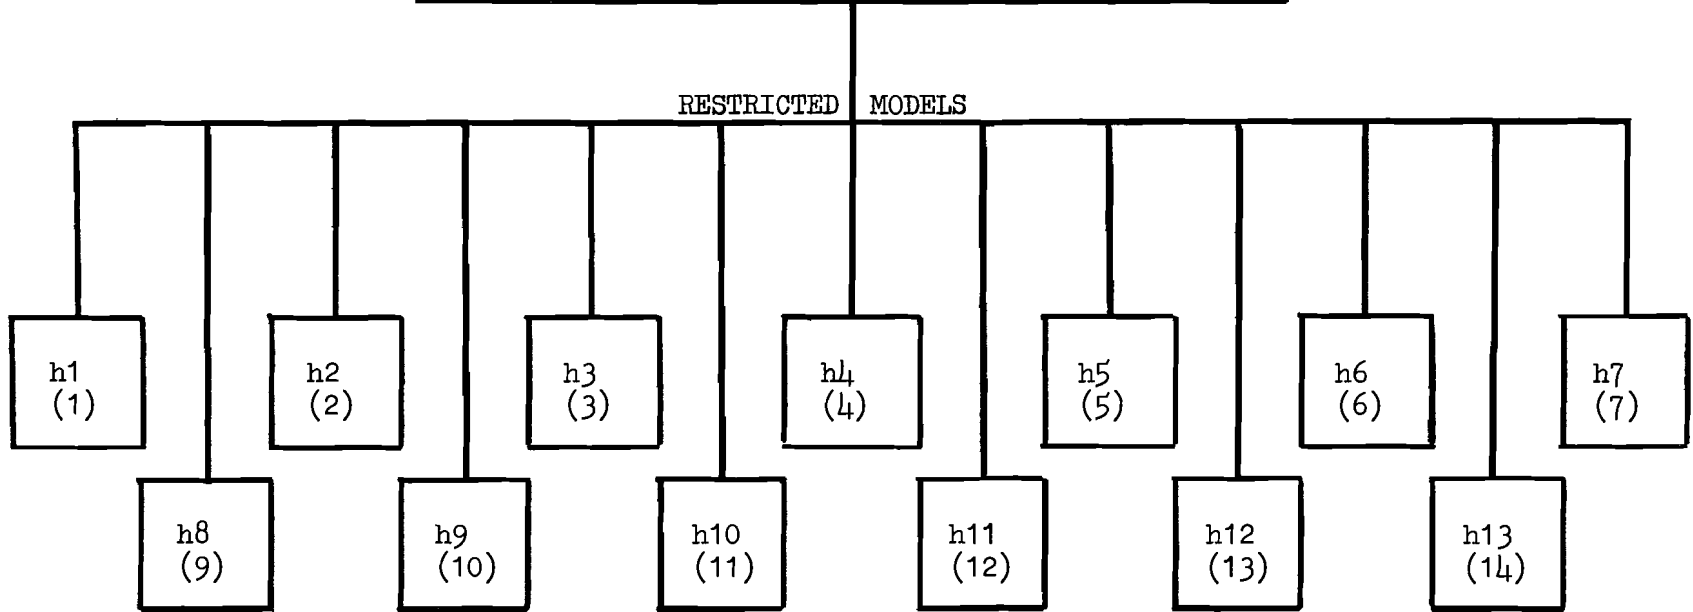 RESTRICTED MODELS
h1
(1)
h2
(2)
h3
(3)
h4
(4)
h5
(5)
h6
(6)
h7
(7)
h8
(9)
h9
(10)
h10
(11)
h11
(12)
h12
(13)
h13
(14)